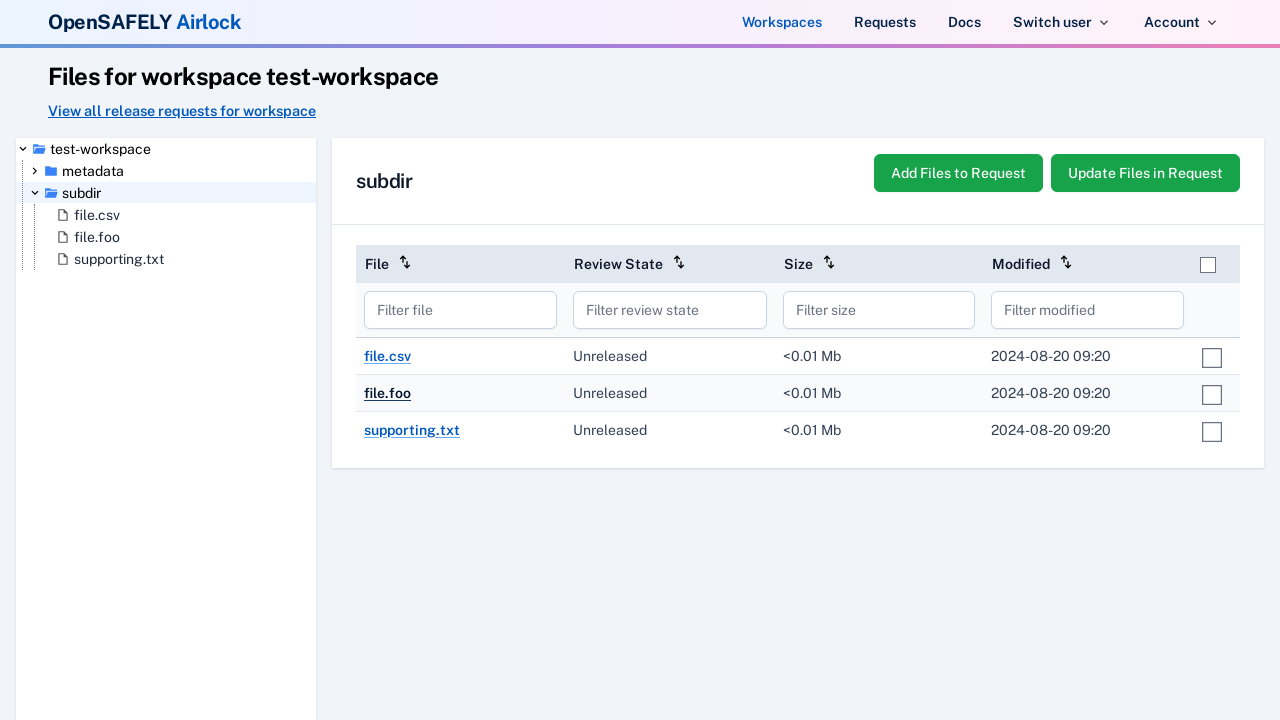 OpenSAFELY Airlock
Workspaces
Requests
Docs
Switch user
Account
Files for workspace test-workspace
View all release requests for workspace
test-workspace
metadata
subdir
file.csv
file.foo
supporting.txt
subdir
Add Files to Request
Update Files in Request
File
Review State
Size
Modified
Filter file
Filter review state
Filter size
Filter modified
file.csv Unreleased <0.01 Mb 2024-08-20 09:20
file.foo Unreleased <0.01 Mb 2024-08-20 09:20
supporting.txt Unreleased <0.01 Mb 2024-08-20 09:20